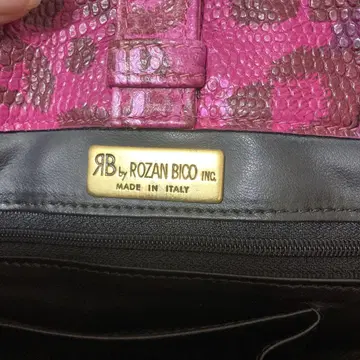 RB by ROZAN BICO INC.
MADE IN ITALY